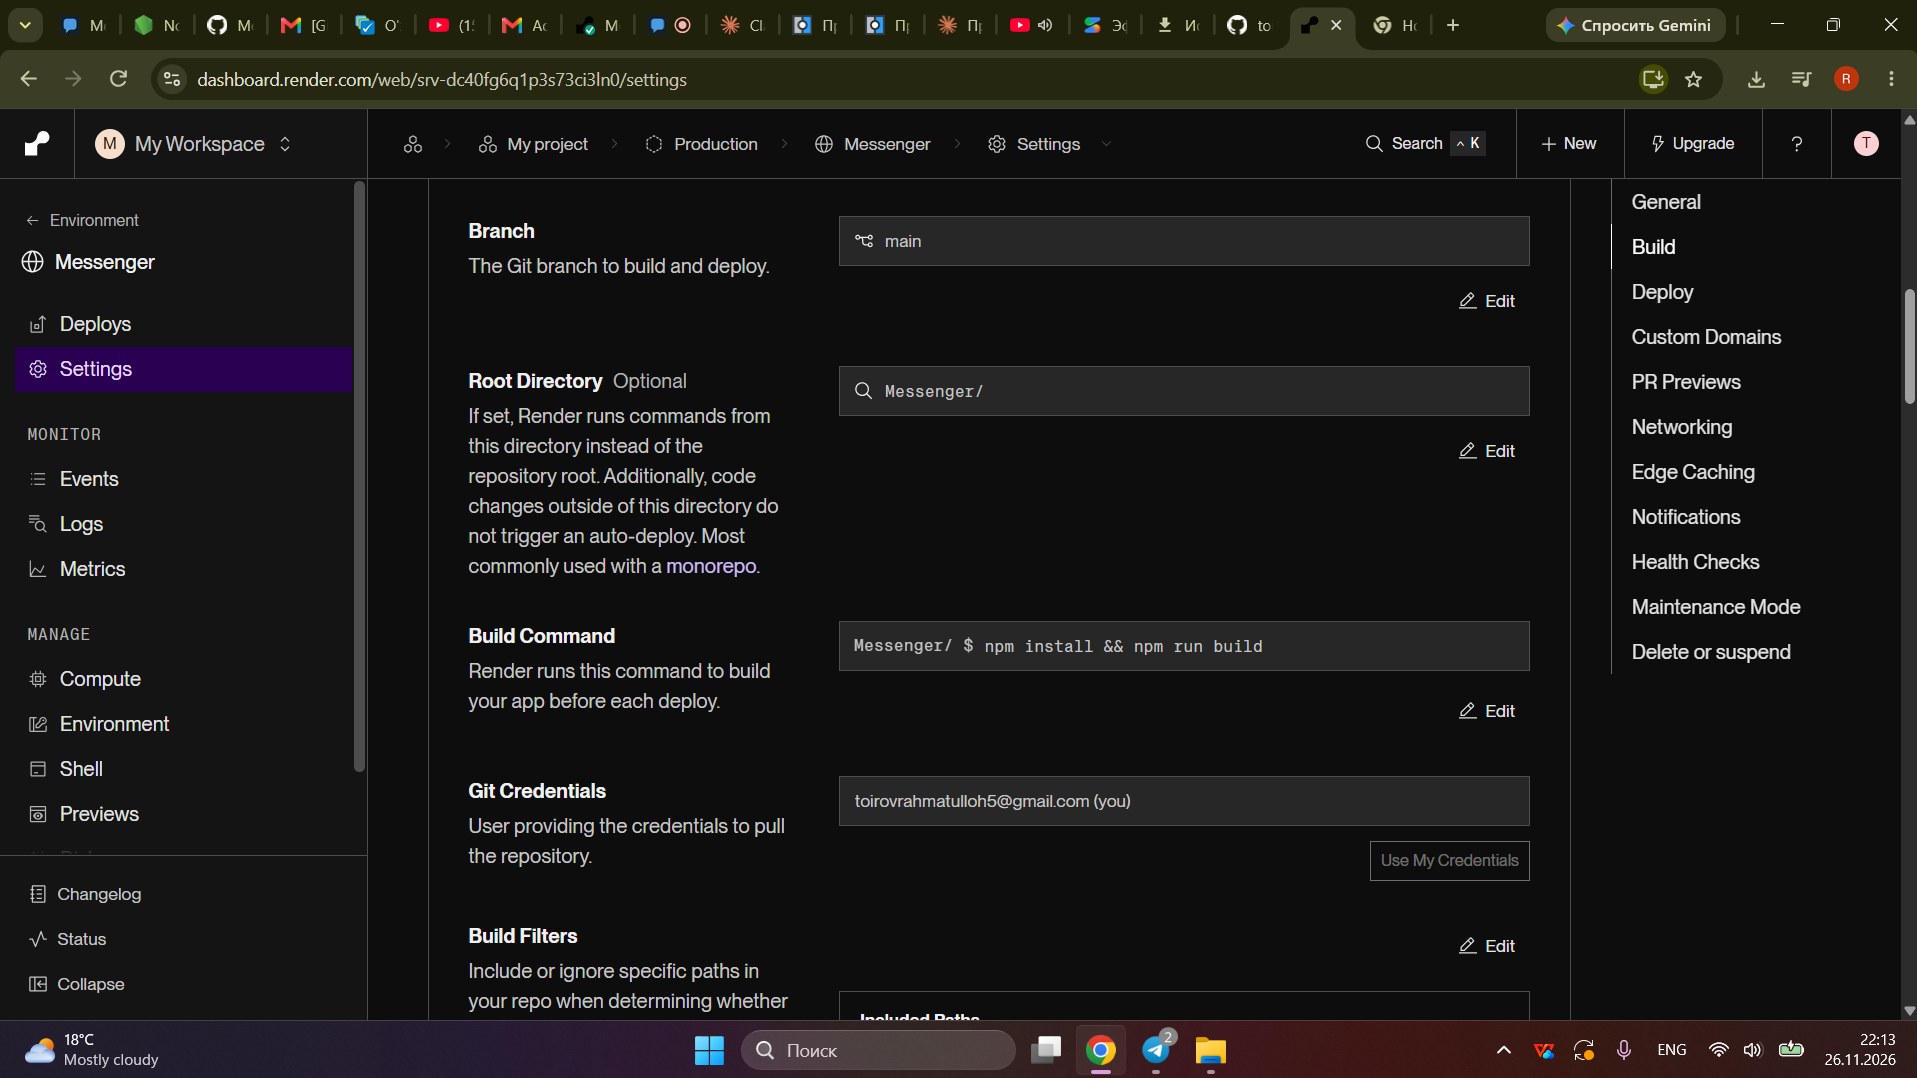 Спросить Gemini
dashboard.render.com/web/srv-dc40fg6q1p3s73ci3ln0/settings
R
M My Workspace
My project
Production
Messenger
Settings
Search
K
New
Upgrade
?
T
Environment
Messenger
Deploys
Settings
MONITOR
Events
Logs
Metrics
MANAGE
Compute
Environment
Shell
Previews
Changelog
Status
Collapse
Branch
The Git branch to build and deploy.
main
Edit
Root Directory Optional
If set, Render runs commands from
this directory instead of the
repository root. Additionally, code
changes outside of this directory do
not trigger an auto-deploy. Most
commonly used with a monorepo.
Messenger/
Edit
Build Command
Render runs this command to build
your app before each deploy.
Messenger/ $ npm install && npm run build
Edit
Git Credentials
User providing the credentials to pull
the repository.
toirovrahmatulloh5@gmail.com (you)
Use My Credentials
Build Filters
Include or ignore specific paths in
your repo when determining whether
Edit
Included Paths
General
Build
Deploy
Custom Domains
PR Previews
Networking
Edge Caching
Notifications
Health Checks
Maintenance Mode
Delete or suspend
18°C
Mostly cloudy
Поиск
2
ENG
22:13
26.11.2026